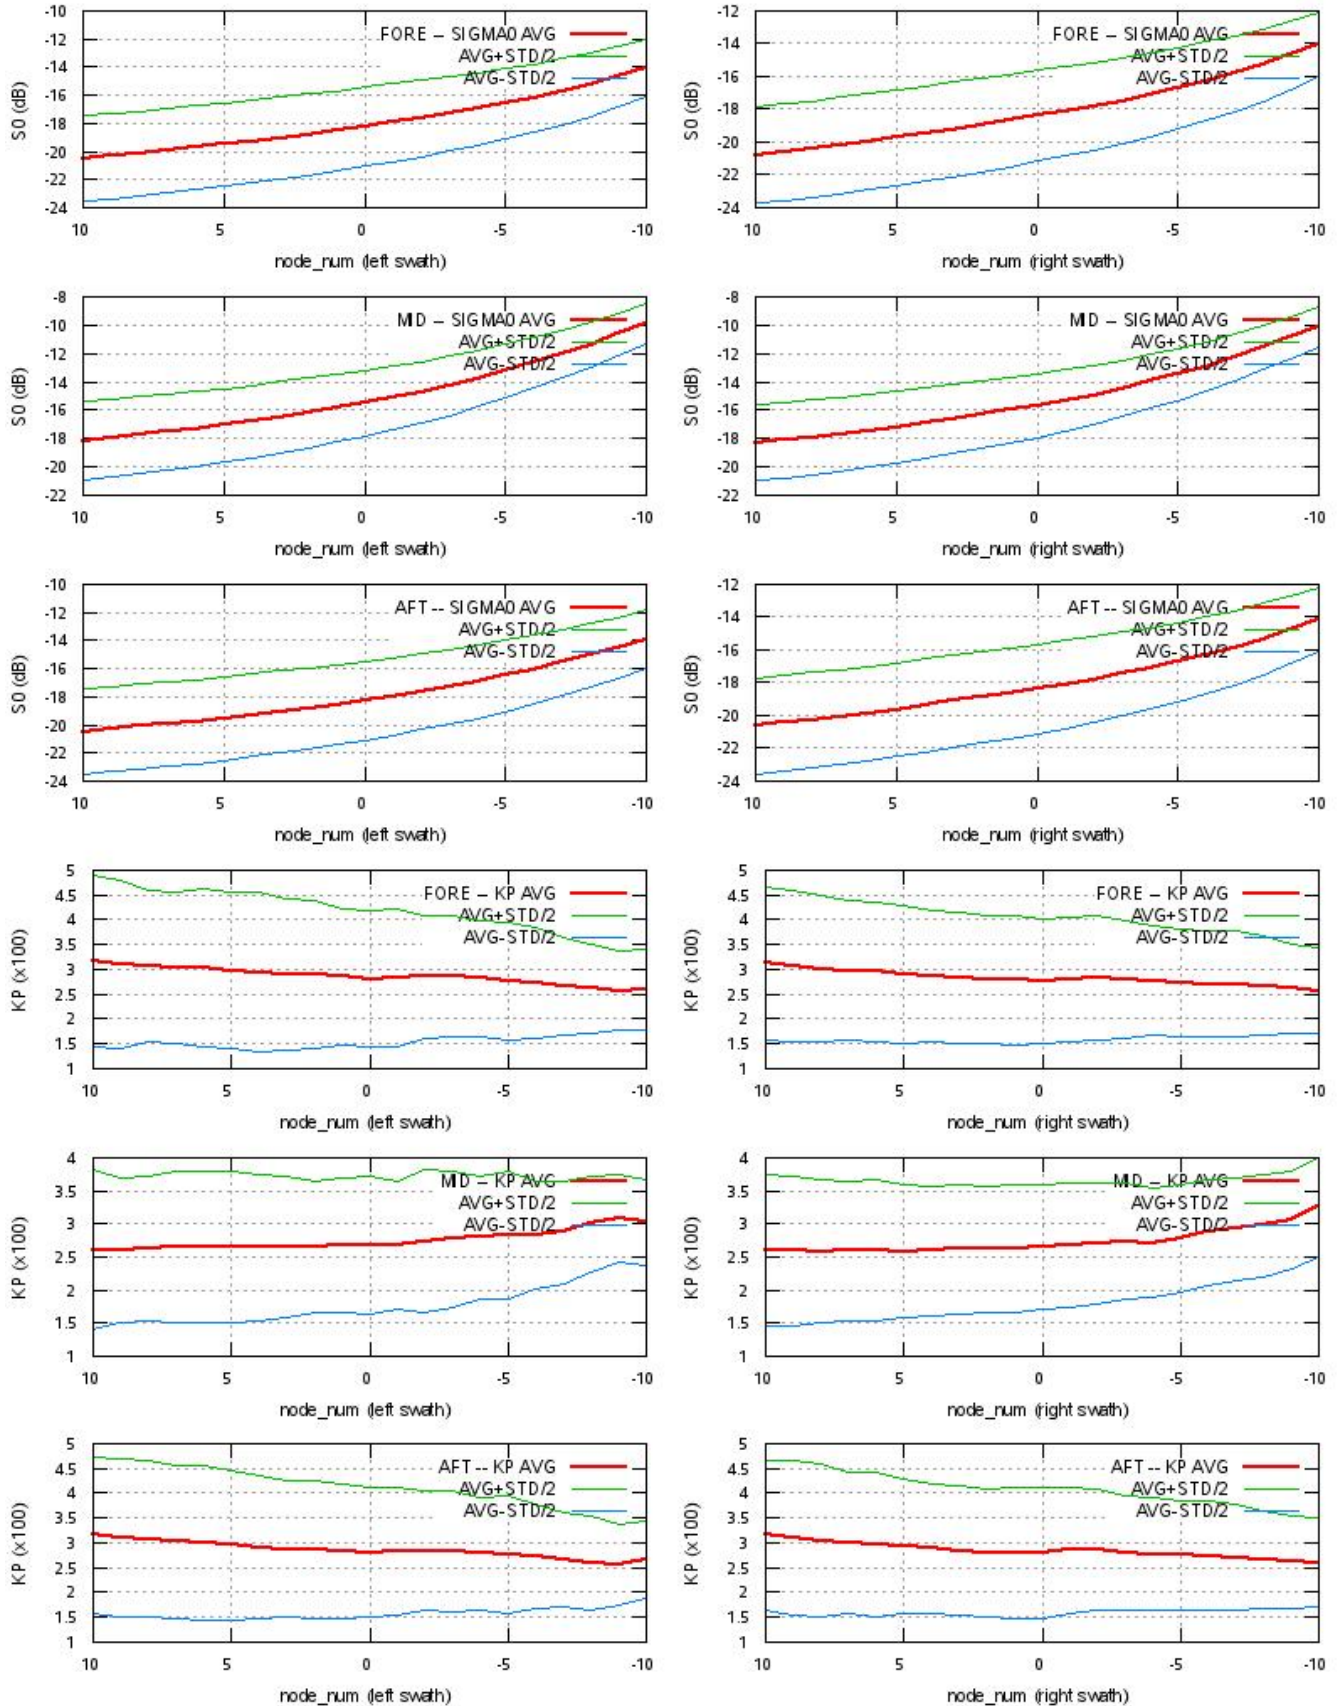 -10
-12
FORE -- SIGMA0 AVG
AVG+STD/2
AVG-STD/2
-14
-16
-18
-20
-22
-24
S0 (dB)
10 5 0 -5 -10
node_num (left swath)
-12
-14
FORE -- SIGMA0 AVG
AVG+STD/2
AVG-STD/2
-16
-18
-20
-22
-24
S0 (dB)
10 5 0 -5 -10
node_num (right swath)
-8
-10
MID -- SIGMA0 AVG
AVG+STD/2
AVG-STD/2
-12
-14
-16
-18
-20
-22
S0 (dB)
10 5 0 -5 -10
node_num (left swath)
-8
-10
MID -- SIGMA0 AVG
AVG+STD/2
AVG-STD/2
-12
-14
-16
-18
-20
-22
S0 (dB)
10 5 0 -5 -10
node_num (right swath)
-10
-12
AFT -- SIGMA0 AVG
AVG+STD/2
AVG-STD/2
-14
-16
-18
-20
-22
-24
S0 (dB)
10 5 0 -5 -10
node_num (left swath)
-12
-14
AFT -- SIGMA0 AVG
AVG+STD/2
AVG-STD/2
-16
-18
-20
-22
-24
S0 (dB)
10 5 0 -5 -10
node_num (right swath)
5
4.5
FORE -- KP AVG
AVG+STD/2
AVG-STD/2
4
3.5
3
2.5
2
1.5
1
KP (x100)
10 5 0 -5 -10
node_num (left swath)
5
4.5
FORE -- KP AVG
AVG+STD/2
AVG-STD/2
4
3.5
3
2.5
2
1.5
1
KP (x100)
10 5 0 -5 -10
node_num (right swath)
4
3.5
MID -- KP AVG
AVG+STD/2
AVG-STD/2
3
2.5
2
1.5
1
KP (x100)
10 5 0 -5 -10
node_num (left swath)
4
3.5
MID -- KP AVG
AVG+STD/2
AVG-STD/2
3
2.5
2
1.5
1
KP (x100)
10 5 0 -5 -10
node_num (right swath)
5
4.5
AFT -- KP AVG
AVG+STD/2
AVG-STD/2
4
3.5
3
2.5
2
1.5
1
KP (x100)
10 5 0 -5 -10
node_num (left swath)
5
4.5
AFT -- KP AVG
AVG+STD/2
AVG-STD/2
4
3.5
3
2.5
2
1.5
1
KP (x100)
10 5 0 -5 -10
node_num (right swath)